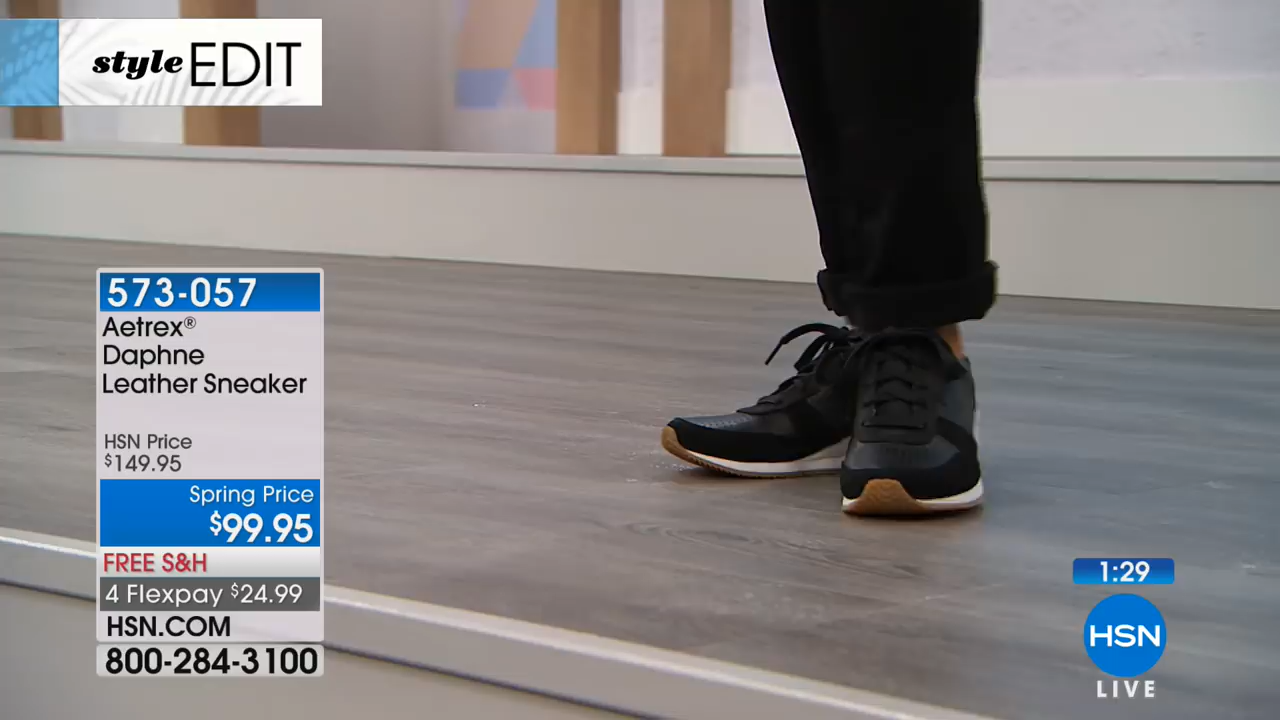 style EDIT
573-057
Aetrex®
Daphne
Leather Sneaker
HSN Price
$149.95
Spring Price
$99.95
FREE S&H
4 Flexpay $24.99
HSN.COM
800-284-3100
1:29
HSN
LIVE